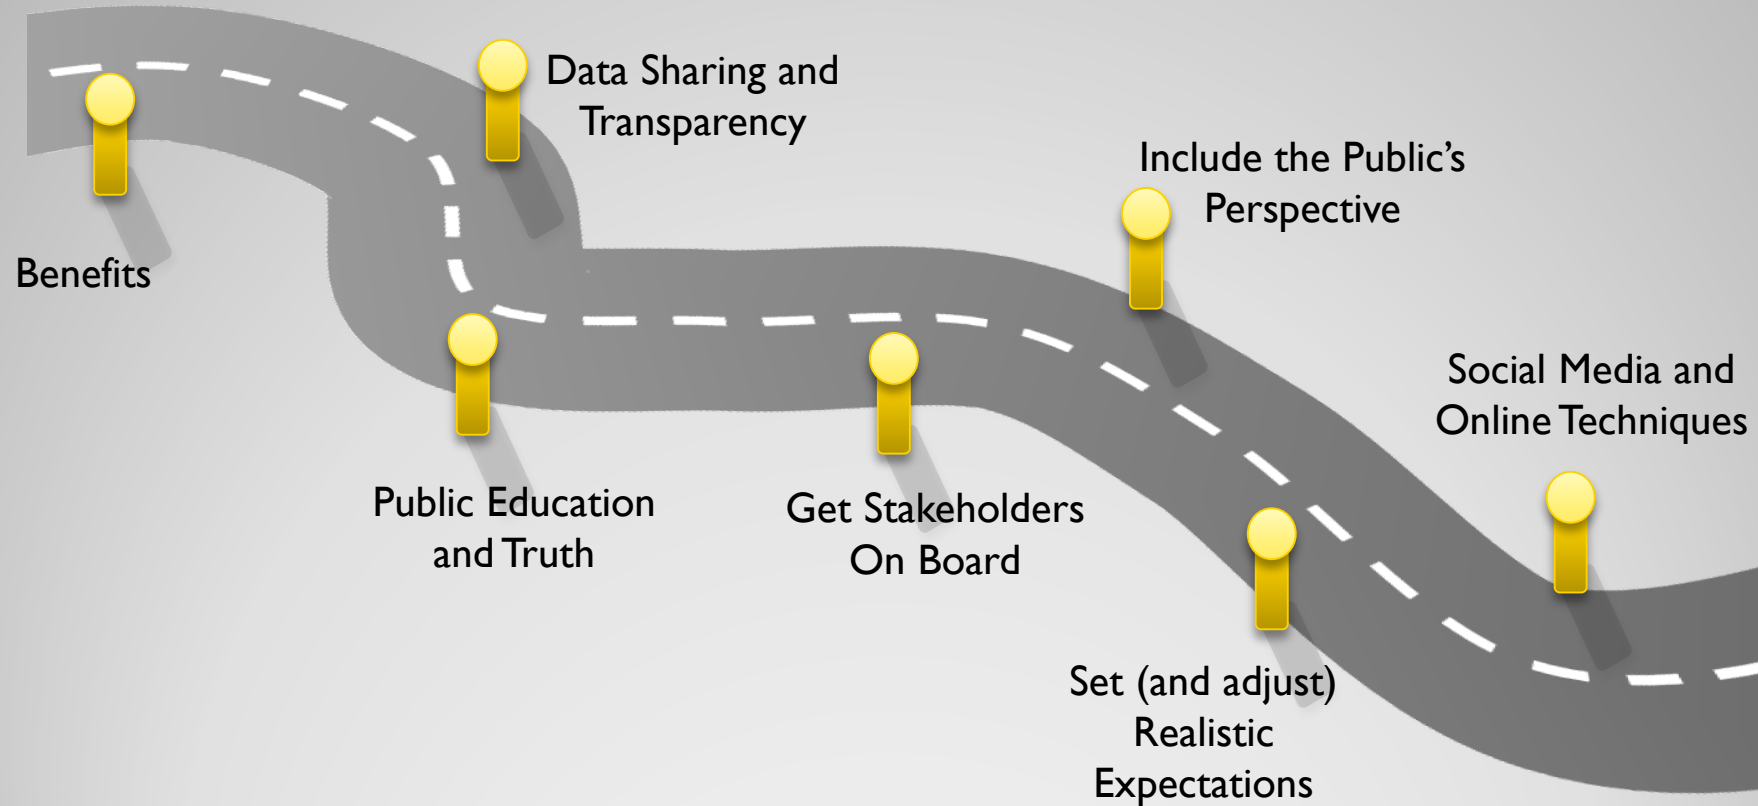 Data Sharing and
Transparency
Benefits
Include the Public’s
Perspective
Public Education
and Truth
Get Stakeholders
On Board
Social Media and
Online Techniques
Set (and adjust)
Realistic
Expectations